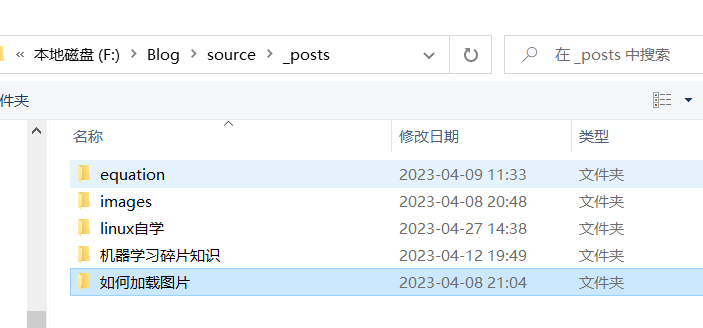 « 本地磁盘 (F:) > Blog > source > _posts
在 _posts 中搜索
件夹
名称 修改日期 类型
equation 2023-04-09 11:33 文件夹
images 2023-04-08 20:48 文件夹
linux自学 2023-04-27 14:38 文件夹
机器学习碎片知识 2023-04-12 19:49 文件夹
如何加载图片 2023-04-08 21:04 文件夹